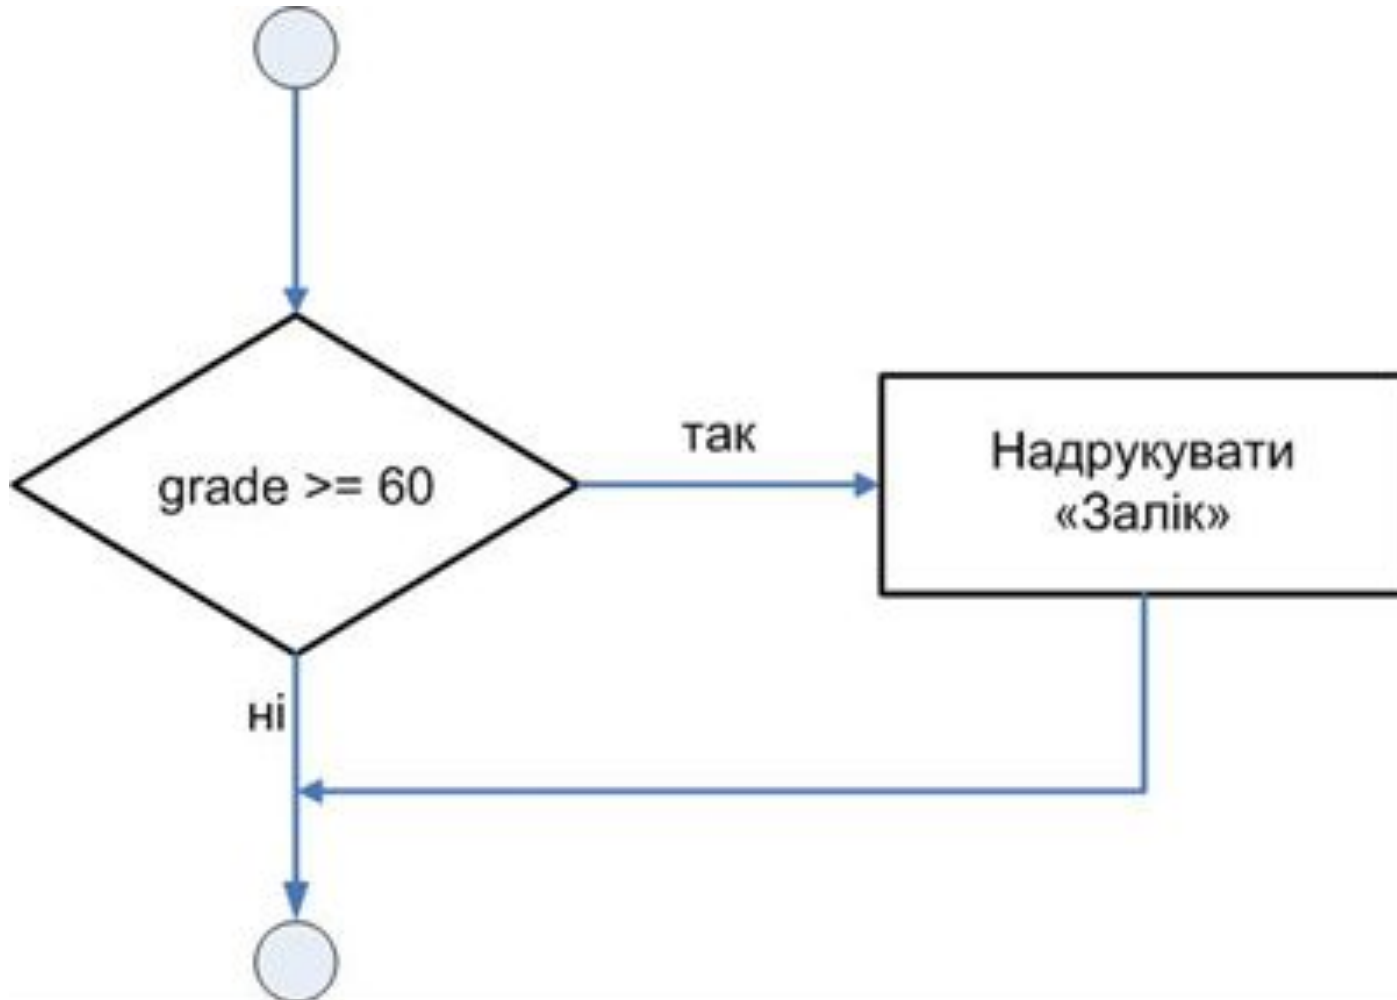 grade >= 60
так
Надрукувати
«Залік»
ні